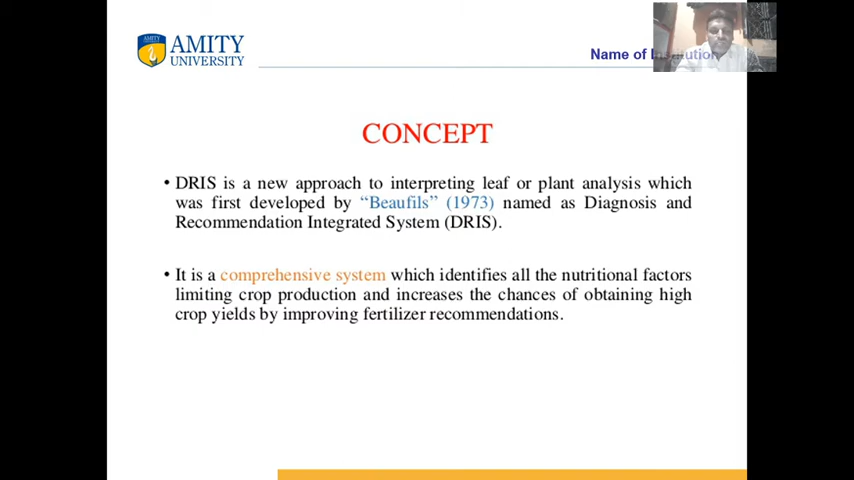 AMITY
AMITY
UNIVERSITY
Name of Institution
CONCEPT
• DRIS is a new approach to interpreting leaf or plant analysis which
was first developed by “Beaufils” (1973) named as Diagnosis and
Recommendation Integrated System (DRIS).
• It is a comprehensive system which identifies all the nutritional factors
limiting crop production and increases the chances of obtaining high
crop yields by improving fertilizer recommendations.